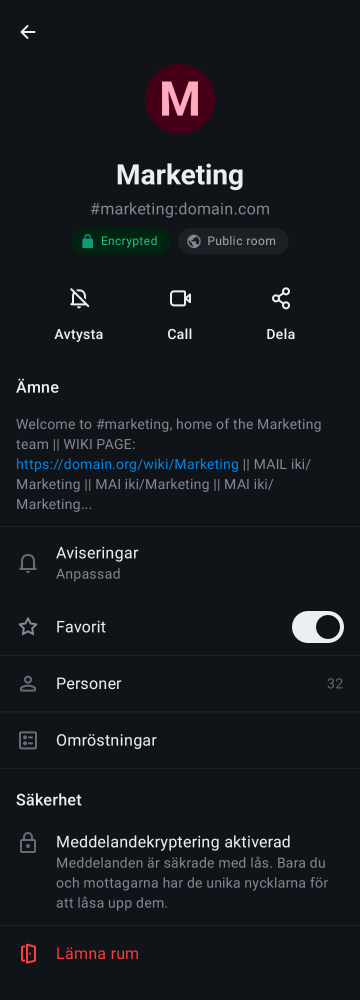 M
Marketing
#marketing:domain.com
Encrypted
Public room
Avtysta
Call
Dela
Ämne
Welcome to #marketing, home of the Marketing
team || WIKI PAGE:
https://domain.org/wiki/Marketing || MAIL iki/
Marketing || MAI iki/Marketing || MAI iki/
Marketing...
Aviseringar
Anpassad
Favorit
Personer
32
Omröstningar
Säkerhet
Meddelandekryptering aktiverad
Meddelanden är säkrade med lås. Bara du
och mottagarna har de unika nycklarna för
att låsa upp dem.
Lämna rum